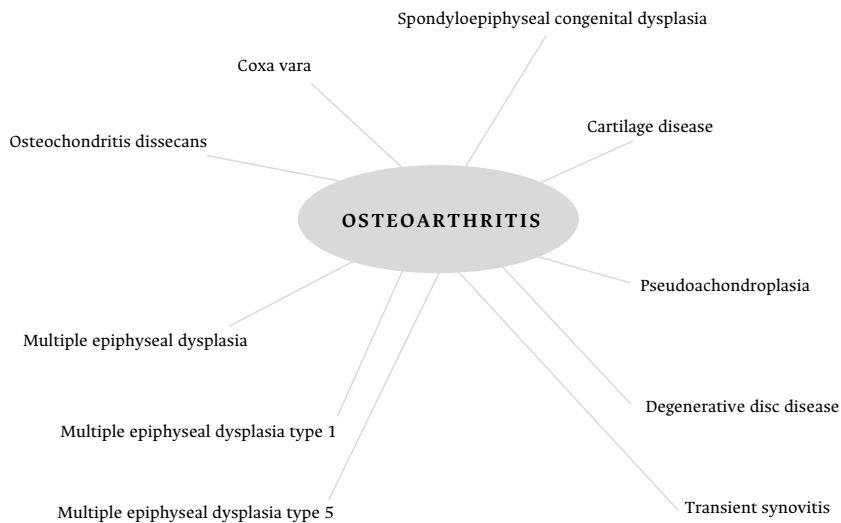 Spondyloepiphyseal congenital dysplasia
Coxa vara
Cartilage disease
Osteochondritis dissecans
OSTEOARTHRITIS
Pseudoachondroplasia
Multiple epiphyseal dysplasia
Degenerative disc disease
Multiple epiphyseal dysplasia type 1
Transient synovitis
Multiple epiphyseal dysplasia type 5